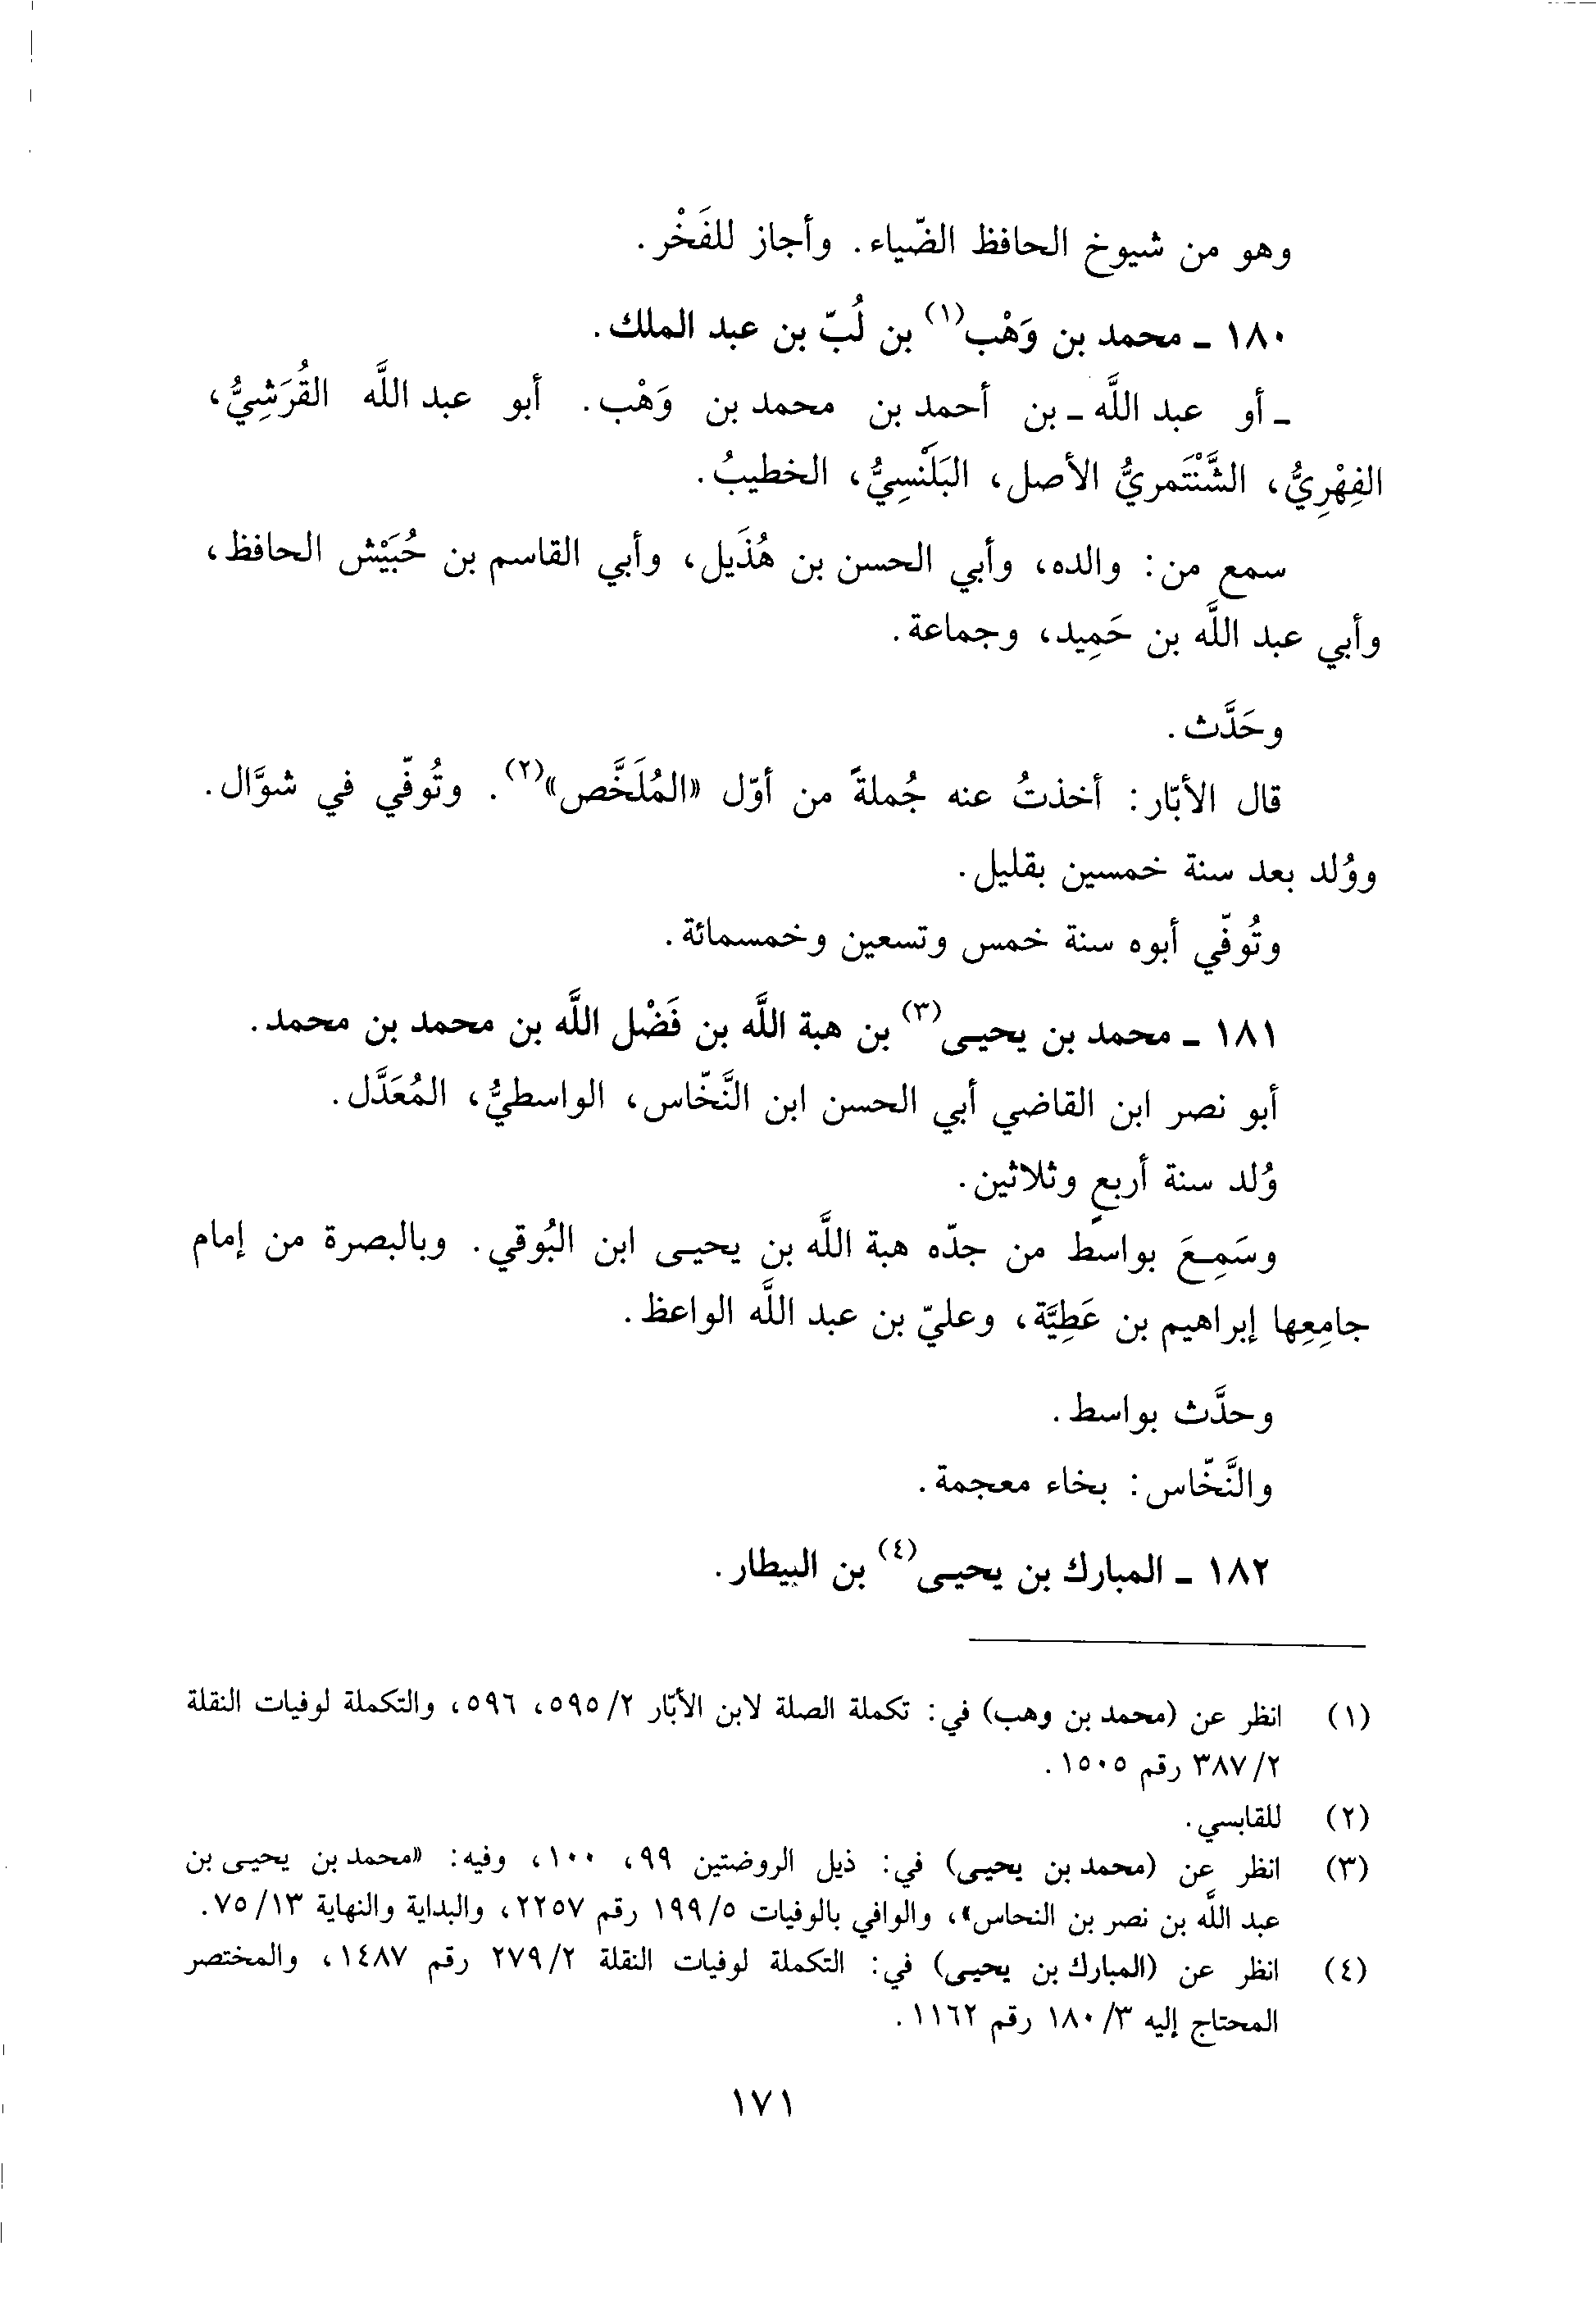 وهو من شيوخ الحافظ الضّياء. وأجاز للفَخْر.
١٨٠ ـ محمد بن وَهْب(١) بن لُبّ بن عبد الملك.
ـ أو عبد اللَّه ـ بن أحمد بن محمد بن وَهْب. أبو عبد اللَّه القُرَشِيُّ،
الفِهْرِيُّ، الشَّنْتَمريُّ الأصل، البَلَنْسِيُّ، الخطيبُ.
سمع من: والده، وأبي الحسن بن هُذَيل، وأبي القاسم بن حُبَيْش الحافظ،
وأبي عبد اللَّه بن حَمِيد، وجماعة.
وحَدَّث.
قال الأبّار: أخذتُ عنه جُملةً من أوّل «المُلَخَّص»(٢). وتُوفّي في شوَّال.
ووُلد بعد سنة خمسين بقليل.
وتُوفّي أبوه سنة خمس وتسعين وخمسمائة.
١٨١ ـ محمد بن يحيـى(٣) بن هبة اللَّه بن فَضْل اللَّه بن محمد بن محمد.
أبو نصر ابن القاضي أبي الحسن ابن النَّخّاس، الواسطيُّ، المُعَدَّل.
وُلد سنة أربعٍ وثلاثين.
وسَمِـعَ بواسط من جدّه هبة اللَّه بن يحيـى ابن البُوقي. وبالبصرة من إمام
جامِعِها إبراهيم بن عَطِيَّة، وعليّ بن عبد اللَّه الواعظ.
وحدَّث بواسط.
والنَّخّاس: بخاء معجمة.
١٨٢ ـ المبارك بن يحيـى(٤) بن البيطار.
(١) انظر عن (محمد بن وهب) في: تكملة الصلة لابن الأبّار ٢/ ٥٩٥، ٥٩٦، والتكملة لوفيات النقلة
٢/ ٣٨٧ رقم ١٥٠٥.
(٢) للقابسي.
(٣) انظر عن (محمد بن يحيـى) في: ذيل الروضتين ٩٩، ١٠٠، وفيه: «محمد بن يحيـى بن
عبد اللَّه بن نصر بن النحاس»، والوافي بالوفيات ٥/ ١٩٩ رقم ٢٢٥٧، والبداية والنهاية ١٣/ ٧٥.
(٤) انظر عن (المبارك بن يحيـى) في: التكملة لوفيات النقلة ٢/ ٢٧٩ رقم ١٤٨٧، والمختصر
المحتاج إليه ٣/ ١٨٠ رقم ١١٦٢.
١٧١